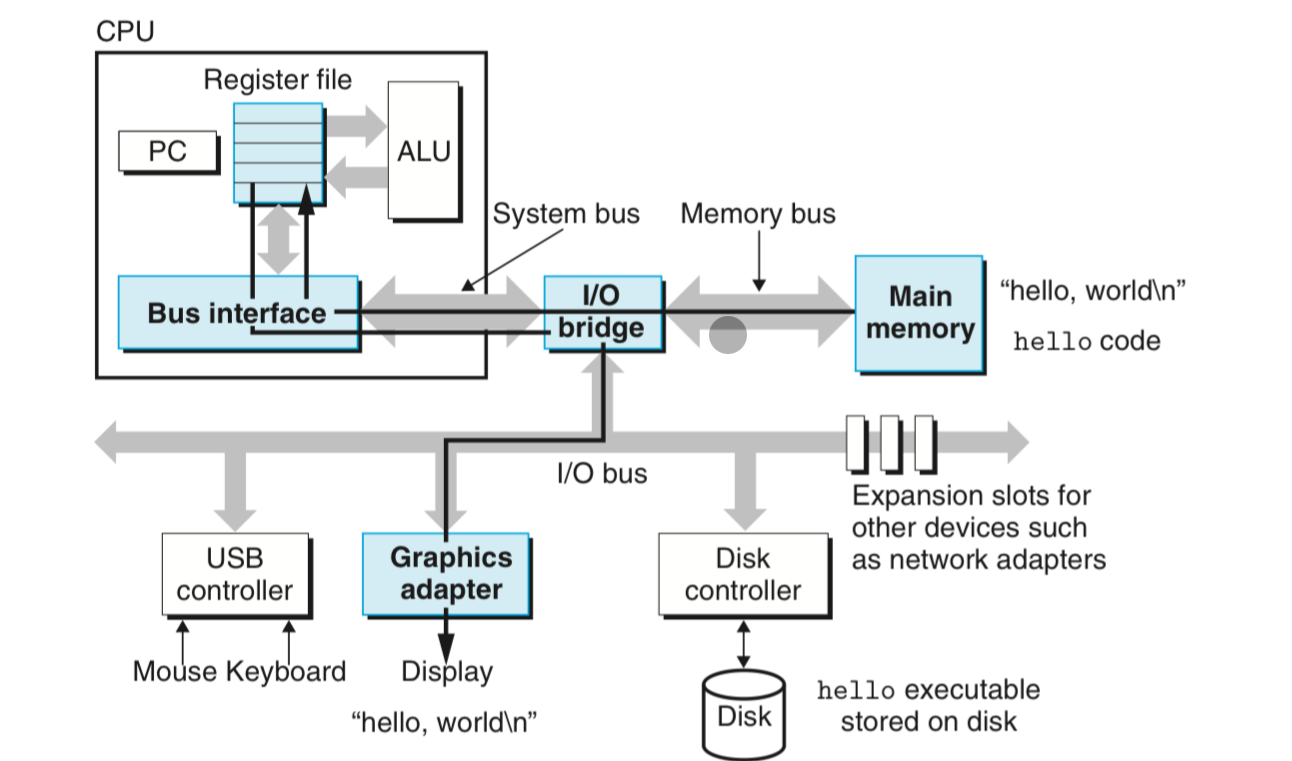 CPU
Register file
PC
ALU
System bus
Memory bus
Bus interface
I/O
bridge
Main
memory
“hello, world\n”
hello code
I/O bus
Expansion slots for
other devices such
as network adapters
USB
controller
Graphics
adapter
Disk
controller
Mouse Keyboard
Display
“hello, world\n”
Disk
hello executable
stored on disk